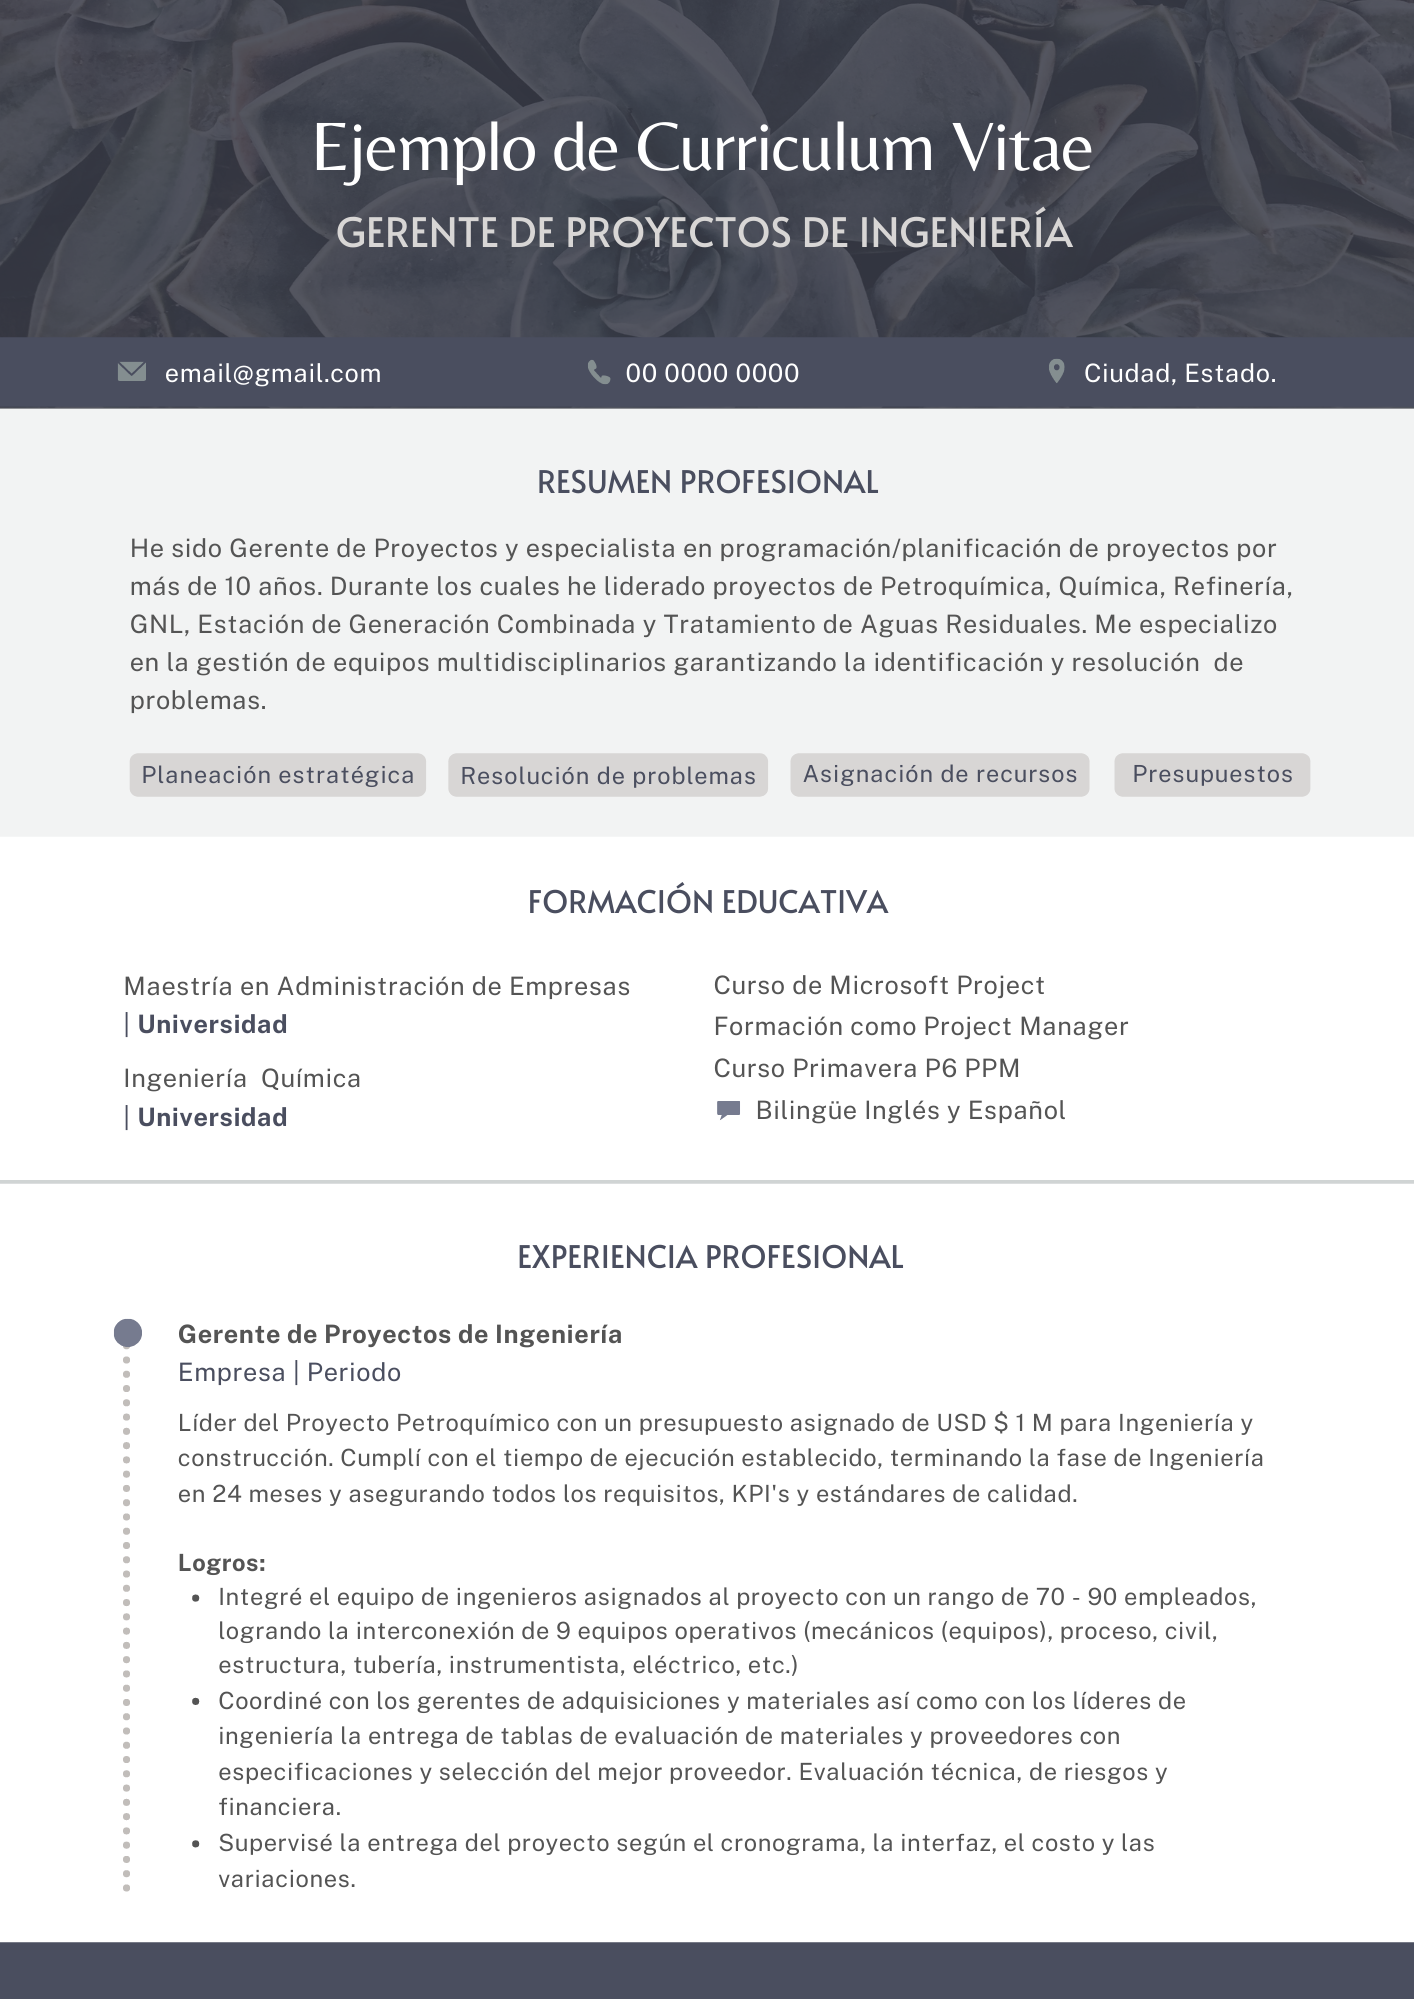 Ejemplo de Curriculum Vitae
GERENTE DE PROYECTOS DE INGENIERÍA
email@gmail.com
00 0000 0000
Ciudad, Estado.
RESUMEN PROFESIONAL
He sido Gerente de Proyectos y especialista en programación/planificación de proyectos por
más de 10 años. Durante los cuales he liderado proyectos de Petroquímica, Química, Refinería,
GNL, Estación de Generación Combinada y Tratamiento de Aguas Residuales. Me especializo
en la gestión de equipos multidisciplinarios garantizando la identificación y resolución  de
problemas.
Planeación estratégica
Resolución de problemas
Asignación de recursos
Presupuestos
FORMACIÓN EDUCATIVA
Maestría en Administración de Empresas
| Universidad
Ingeniería  Química
| Universidad
Curso de Microsoft Project
Formación como Project Manager
Curso Primavera P6 PPM
Bilingüe Inglés y Español
EXPERIENCIA PROFESIONAL
Gerente de Proyectos de Ingeniería
Empresa | Periodo
Líder del Proyecto Petroquímico con un presupuesto asignado de USD $ 1 M para Ingeniería y
construcción. Cumplí con el tiempo de ejecución establecido, terminando la fase de Ingeniería
en 24 meses y asegurando todos los requisitos, KPI's y estándares de calidad.
Logros:
• Integré el equipo de ingenieros asignados al proyecto con un rango de 70 - 90 empleados,
logrando la interconexión de 9 equipos operativos (mecánicos (equipos), proceso, civil,
estructura, tubería, instrumentista, eléctrico, etc.)
• Coordiné con los gerentes de adquisiciones y materiales así como con los líderes de
ingeniería la entrega de tablas de evaluación de materiales y proveedores con
especificaciones y selección del mejor proveedor. Evaluación técnica, de riesgos y
financiera.
• Supervisé la entrega del proyecto según el cronograma, la interfaz, el costo y las
variaciones.